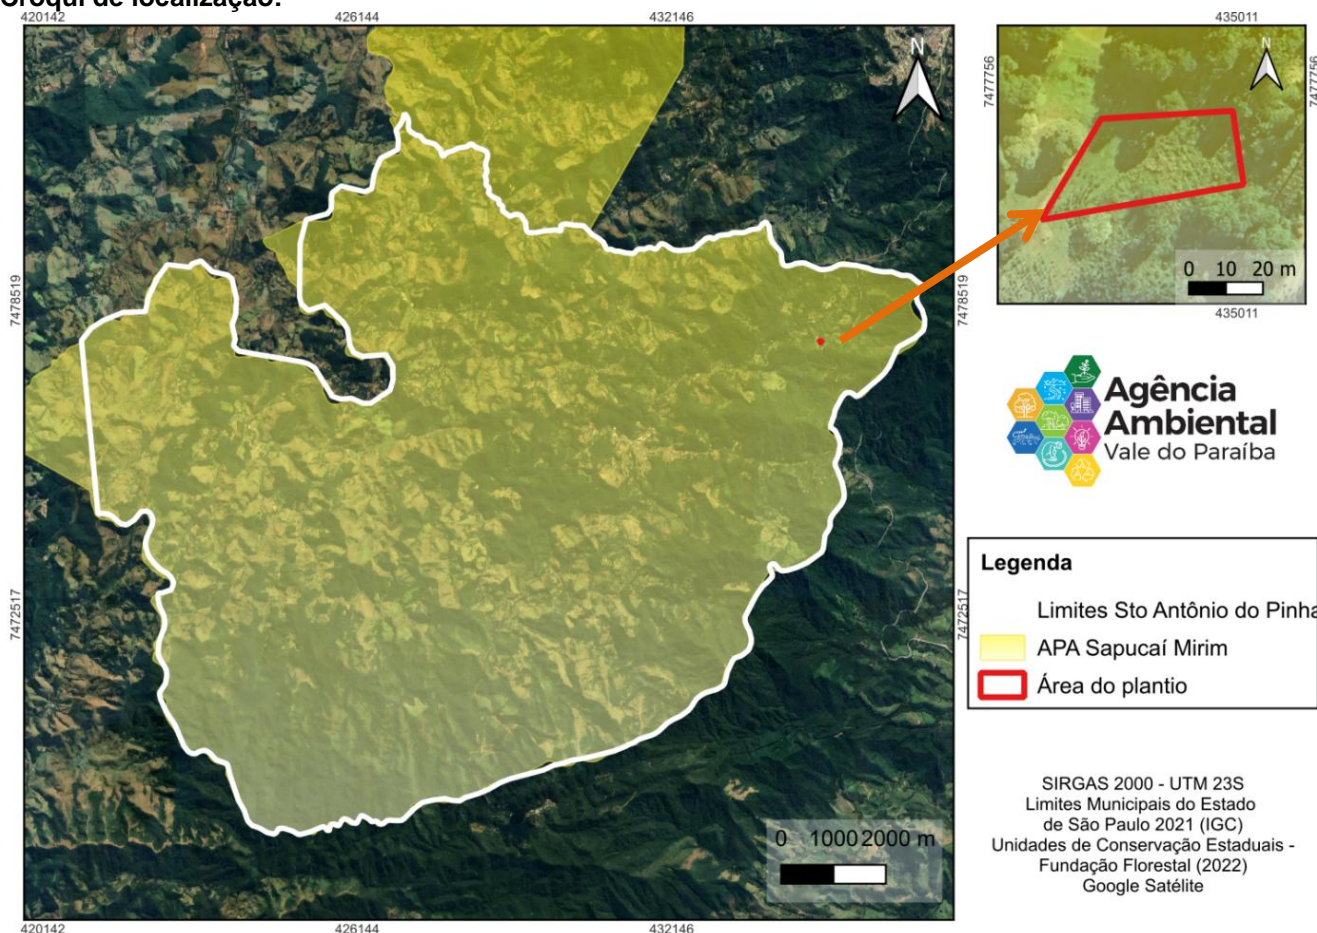 Croqui de localização:
420142
426144
432146
N
7478519
7478519
7472517
7472517
0 1000 2000 m
420142
426144
432146
435011
N
7477756
7477756
0 10 20 m
435011
Agência
Ambiental
Vale do Paraíba
Legenda
Limites Sto Antônio do Pinha
APA Sapucaí Mirim
Área do plantio
SIRGAS 2000 - UTM 23S
Limites Municipais do Estado
de São Paulo 2021 (IGC)
Unidades de Conservação Estaduais -
Fundação Florestal (2022)
Google Satélite